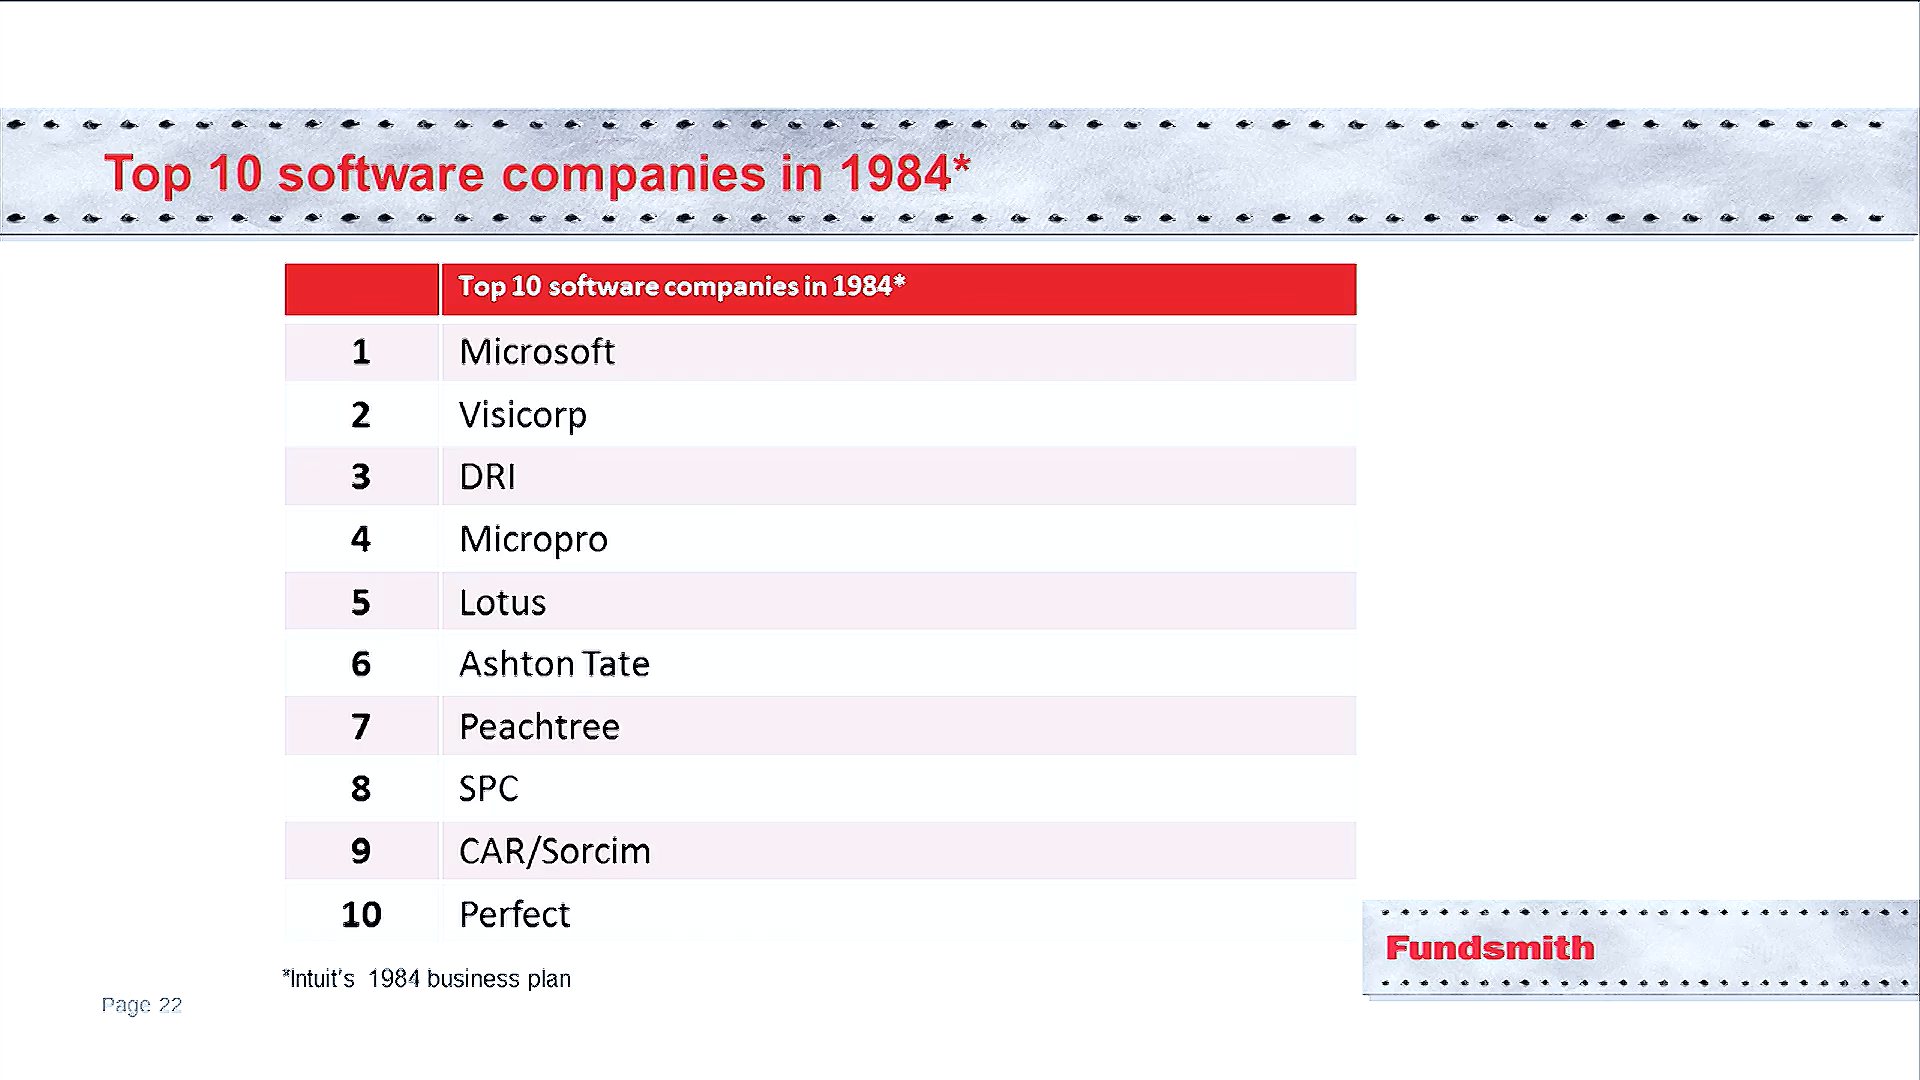 Top 10 software companies in 1984*
Top 10 software companies in 1984*
1 Microsoft
2 Visicorp
3 DRI
4 Micropro
5 Lotus
6 Ashton Tate
7 Peachtree
8 SPC
9 CAR/Sorcim
10 Perfect
Fundsmith
*Intuit's 1984 business plan
Page 22